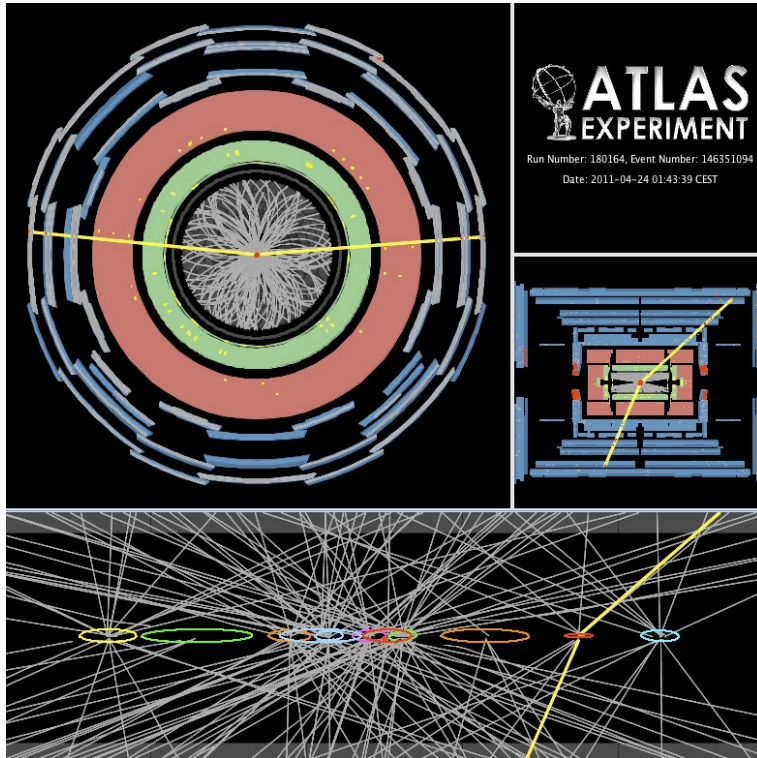 ATLAS
EXPERIMENT
Run Number: 180164, Event Number: 146351094
Date: 2011-04-24 01:43:39 CEST